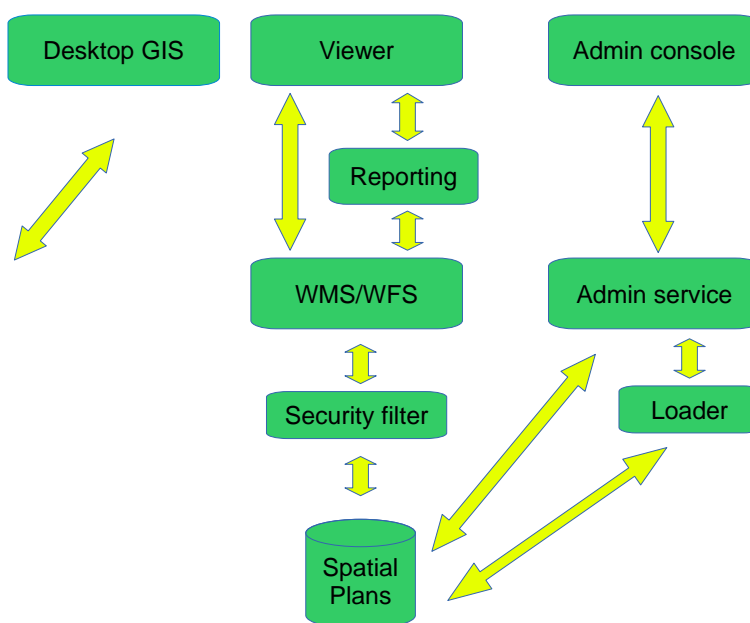 Desktop GIS
Viewer
Admin console
Reporting
WMS/WFS
Admin service
Security filter
Loader
Spatial
Plans